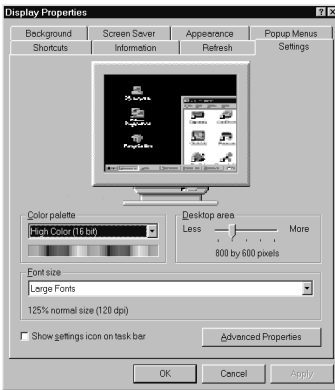 Display Properties
Background Screen Saver Appearance Popup Menus
Shortcuts Information Refresh Settings
Color palette
High Color (16 bit)
Desktop area
Less More
800 by 600 pixels
Font size
Large Fonts
125% normal size (120 dpi)
Show settings icon on task bar
Advanced Properties
OK Cancel Apply